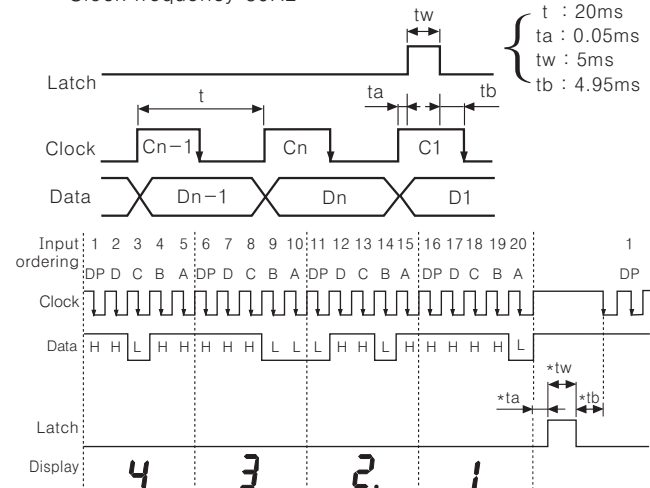 Clock frequency 50Hz
tw
t : 20ms
ta : 0.05ms
tw : 5ms
tb : 4.95ms
Latch
t
ta
tb
Clock
Cn-1
Cn
C1
Data
Dn-1
Dn
D1
Input ordering
1 2 3 4 5 6 7 8 9 10 11 12 13 14 15 16 17 18 19 20 1
DP D C B A DP D C B A DP D C B A DP D C B A DP
Clock
Data H H L H H H H H L L L H H L H H H H H L
*tw
*ta
*tb
Latch
Display 4 3 2. 1